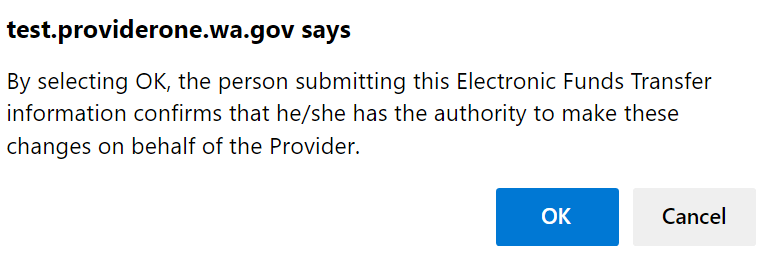 test.providerone.wa.gov says
By selecting OK, the person submitting this Electronic Funds Transfer
information confirms that he/she has the authority to make these
changes on behalf of the Provider.
OK
Cancel